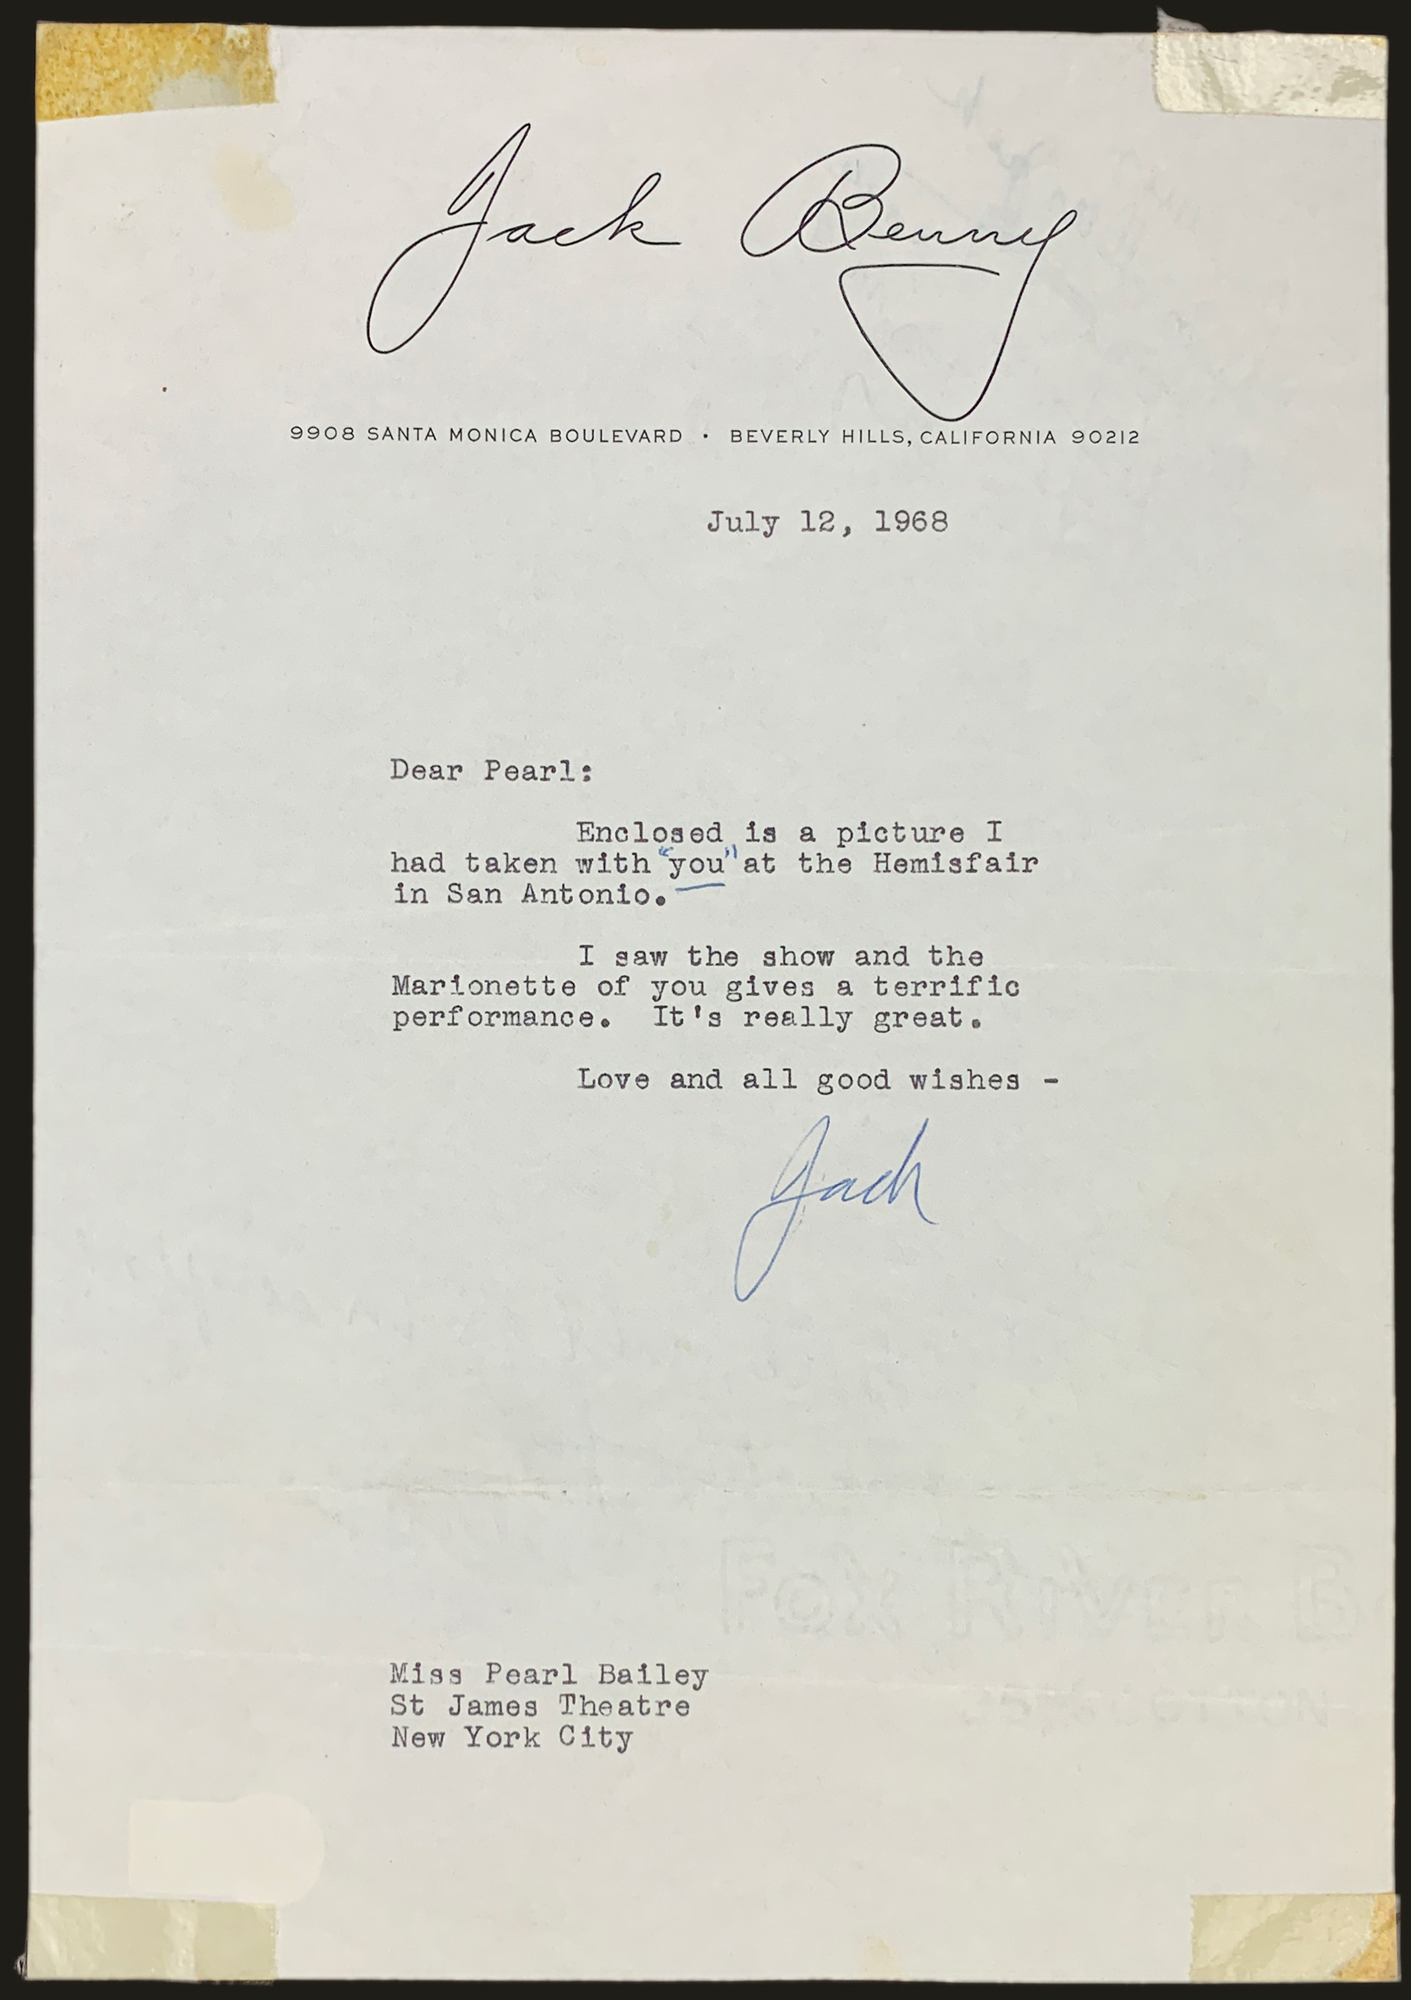 Jack Benny
9908 SANTA MONICA BOULEVARD • BEVERLY HILLS, CALIFORNIA 90212
July 12, 1968
Dear Pearl:
Enclosed is a picture I
had taken with "you" at the Hemisfair
in San Antonio.
I saw the show and the
Marionette of you gives a terrific
performance. It's really great.
Love and all good wishes -
Jack
Miss Pearl Bailey
St James Theatre
New York City